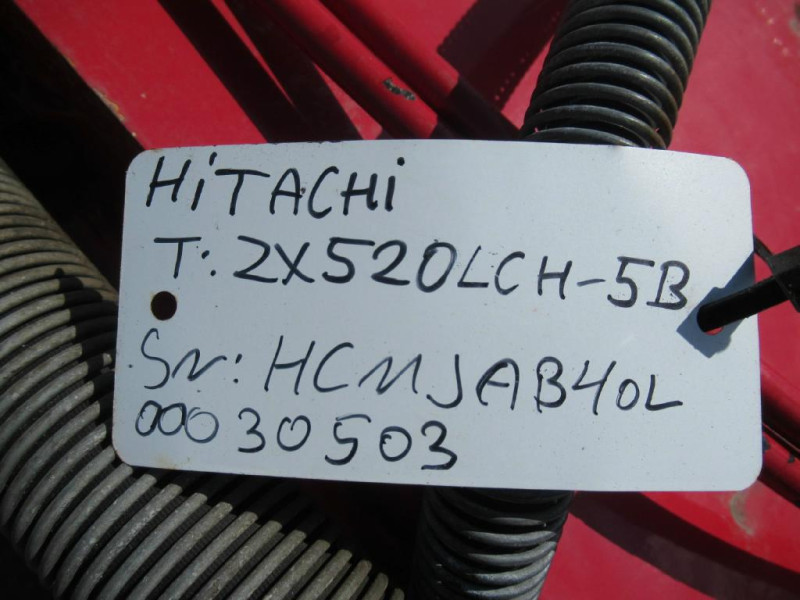 HiTACHi
T: ZX520LCH-5B
Sn: HCMJAB40L
00030503